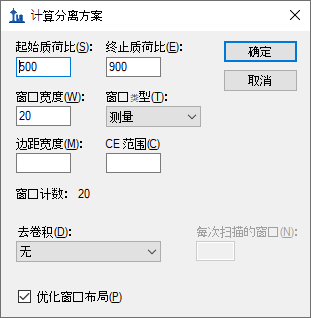 计算分离方案
起始质荷比(S): 终止质荷比(E):
500 900 确定
取消
窗口宽度(W): 窗口类型(T):
20 测量
边距宽度(M): CE 范围(C)
窗口计数: 20
去卷积(D): 每次扫描的窗口(N):
无
优化窗口布局(P)